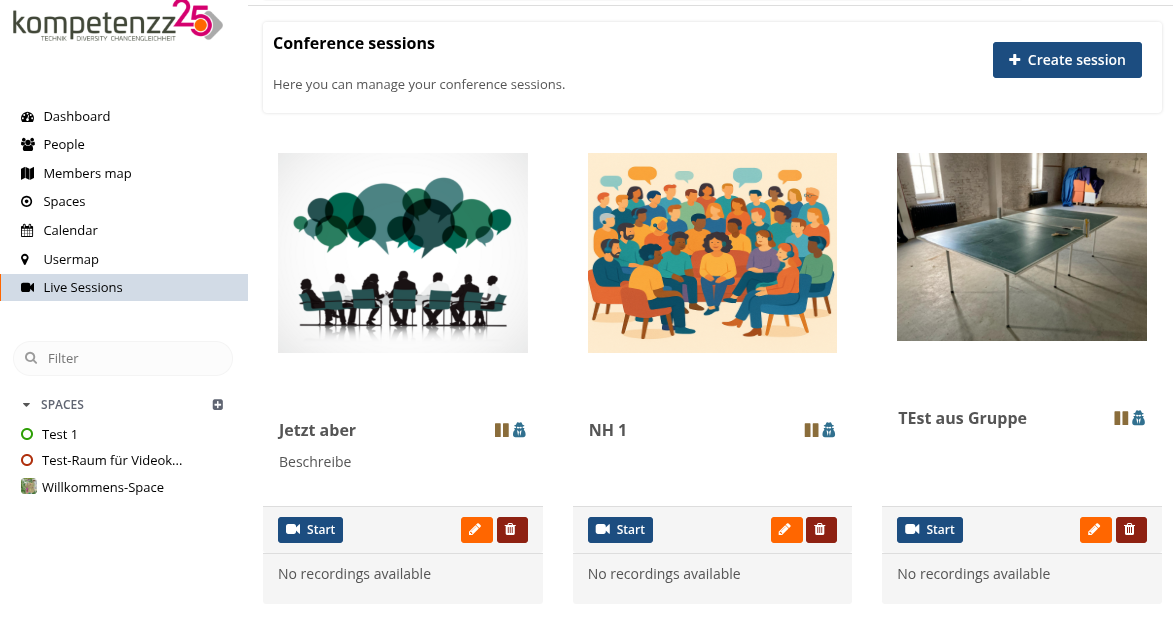 kompetenzz 25
TECHNIK DIVERSITY CHANCENGLEICHHEIT
Dashboard
People
Members map
Spaces
Calendar
Usermap
Live Sessions
Filter
SPACES
Test 1
Test-Raum für Videok...
Willkommens-Space
Conference sessions
Here you can manage your conference sessions.
Create session
Jetzt aber
Beschreibe
Start
No recordings available
NH 1
Start
No recordings available
TEst aus Gruppe
Start
No recordings available